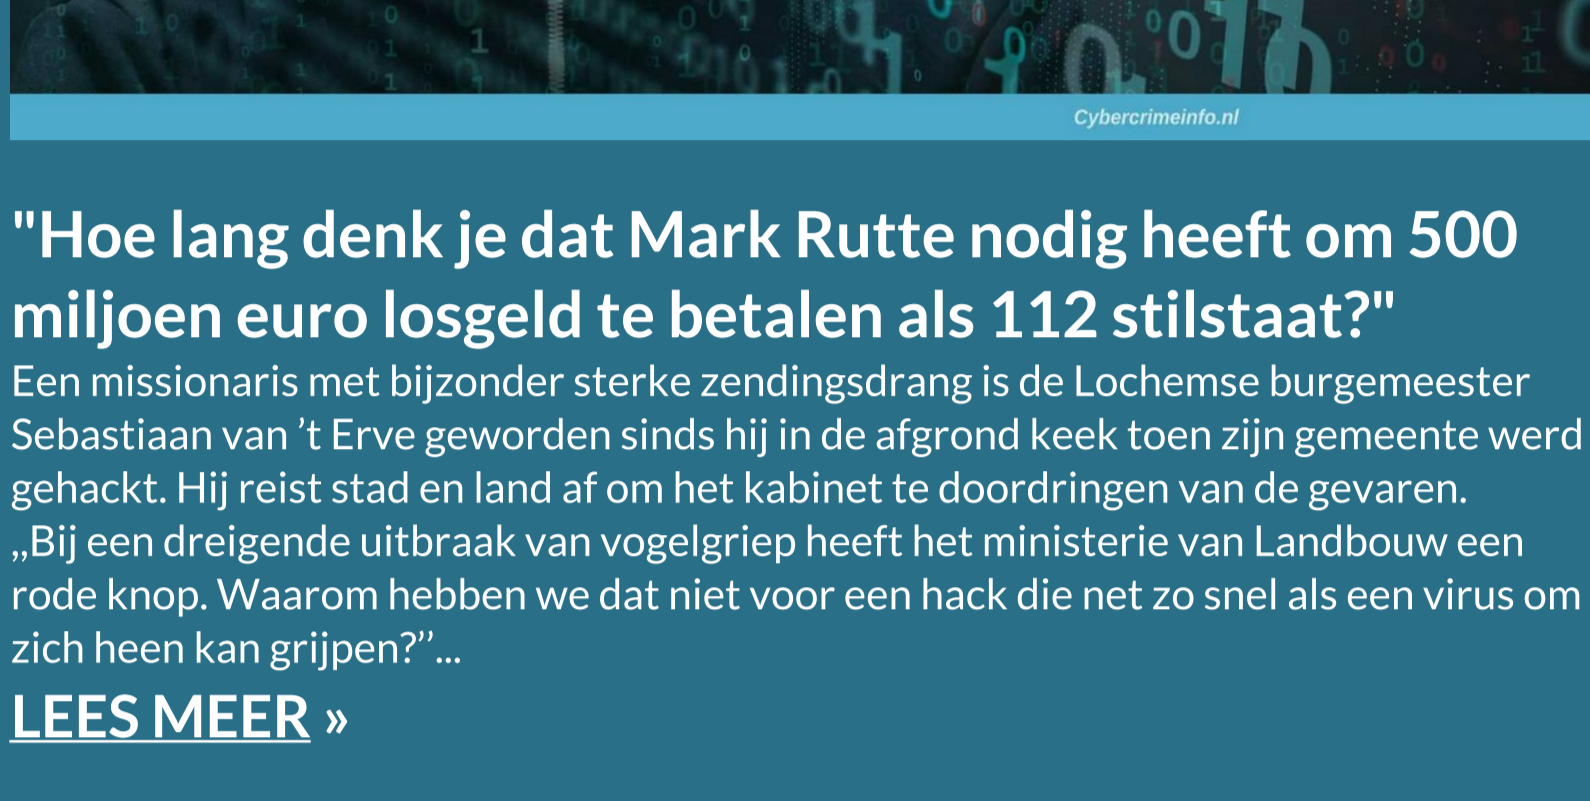 Cybercrimeinfo.nl
"Hoe lang denk je dat Mark Rutte nodig heeft om 500
miljoen euro losgeld te betalen als 112 stilstaat?"
Een missionaris met bijzonder sterke zendingsdrang is de Lochemse burgemeester
Sebastiaan van ’t Erve geworden sinds hij in de afgrond keek toen zijn gemeente werd
gehackt. Hij reist stad en land af om het kabinet te doordringen van de gevaren.
„Bij een dreigende uitbraak van vogelgriep heeft het ministerie van Landbouw een
rode knop. Waarom hebben we dat niet voor een hack die net zo snel als een virus om
zich heen kan grijpen?’’...
LEES MEER »